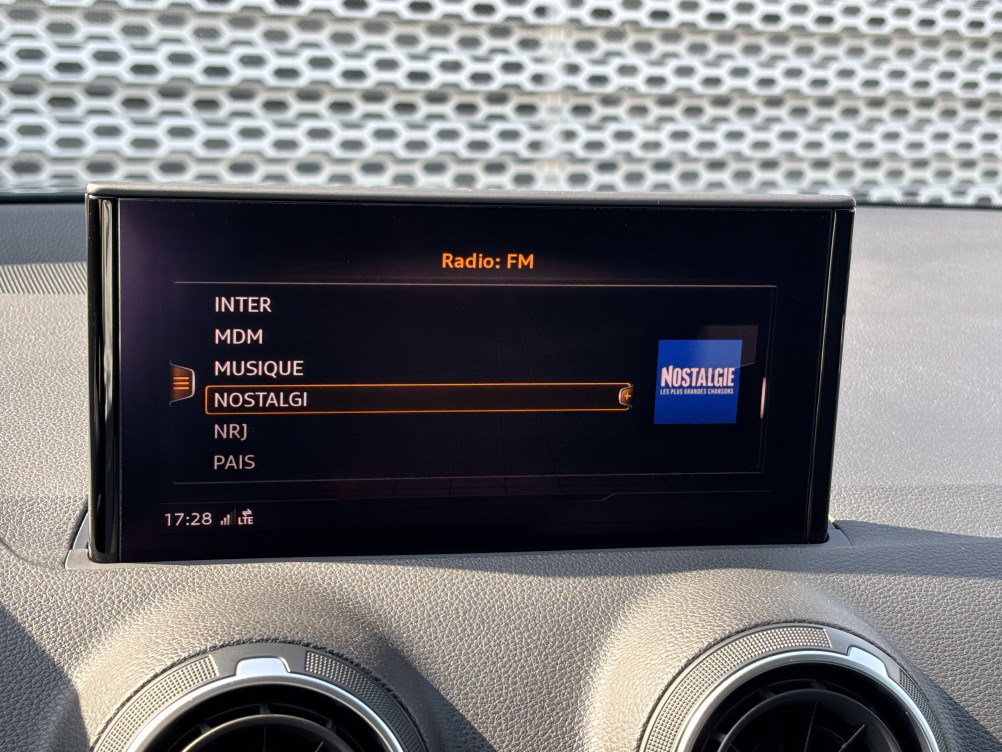 Radio: FM
INTER
MDM
MUSIQUE
NOSTALGI
NRJ
PAIS
NOSTALGIE
LES PLUS GRANDES CHANSONS
17:28 LTE